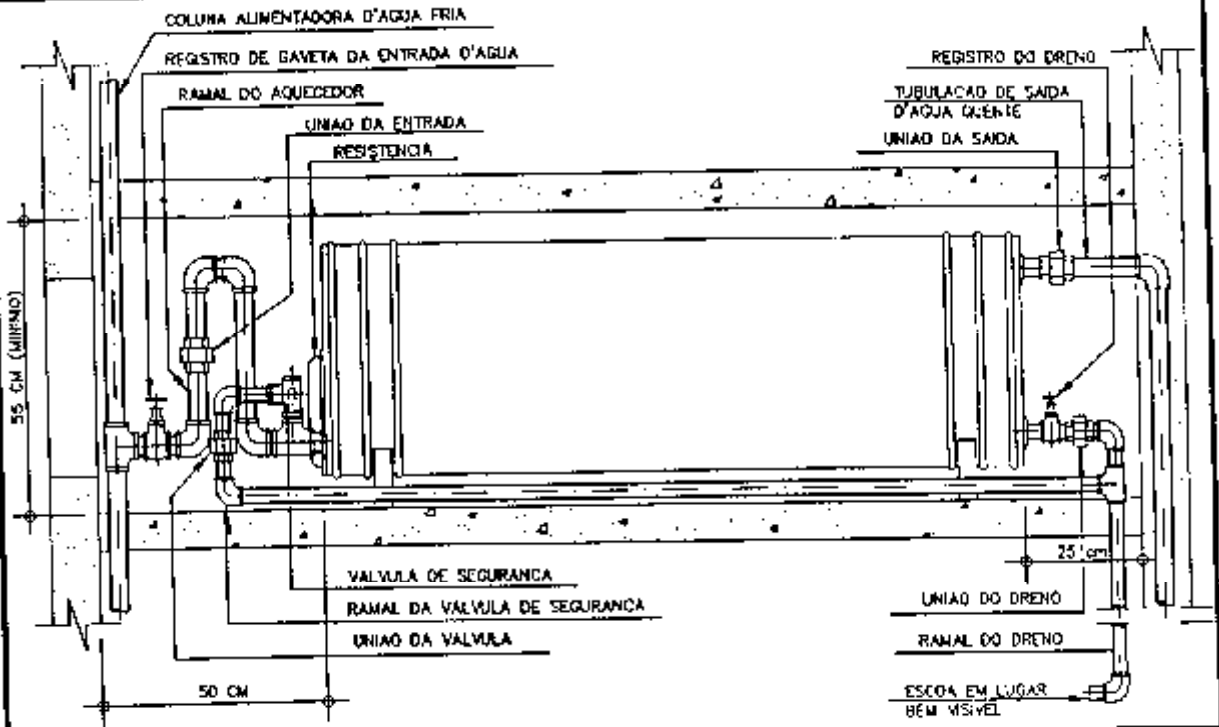 COLUNA ALIMENTADORA D'AGUA FRIA
REGISTRO DE GAVETA DA ENTRADA D'AGUA
RAMAL DO AQUECEDOR
UNIAO DA ENTRADA
RESISTENCIA
REGISTRO DO DRENO
TUBULACAO DE SAIDA
D'AGUA QUENTE
UNIAO DA SAIDA
55 CM (MINIMO)
VALVULA DE SEGURANCA
RAMAL DA VALVULA DE SEGURANCA
UNIAO DA VALVULA
50 CM
25 cm
UNIAO DO DRENO
RAMAL DO DRENO
ESCOA EM LUGAR
BEM VISIVEL